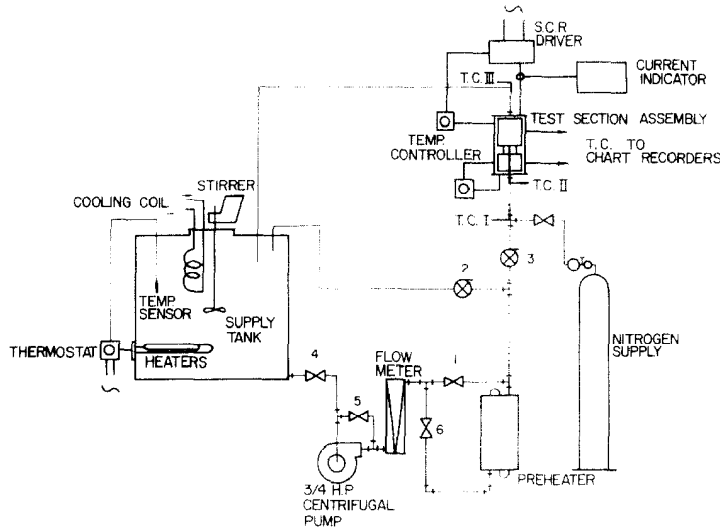 S.C.R
DRIVER
CURRENT
INDICATOR
T.C. III
TEST SECTION ASSEMBLY
TEMP.
CONTROLLER
T.C. TO
CHART RECORDERS
T.C. II
STIRRER
COOLING COIL
T.C. I
3
2
TEMP.
SENSOR
SUPPLY
TANK
NITROGEN
SUPPLY
THERMOSTAT
HEATERS
4
FLOW
METER
1
5
6
PREHEATER
3/4 H.P
CENTRIFUGAL
PUMP